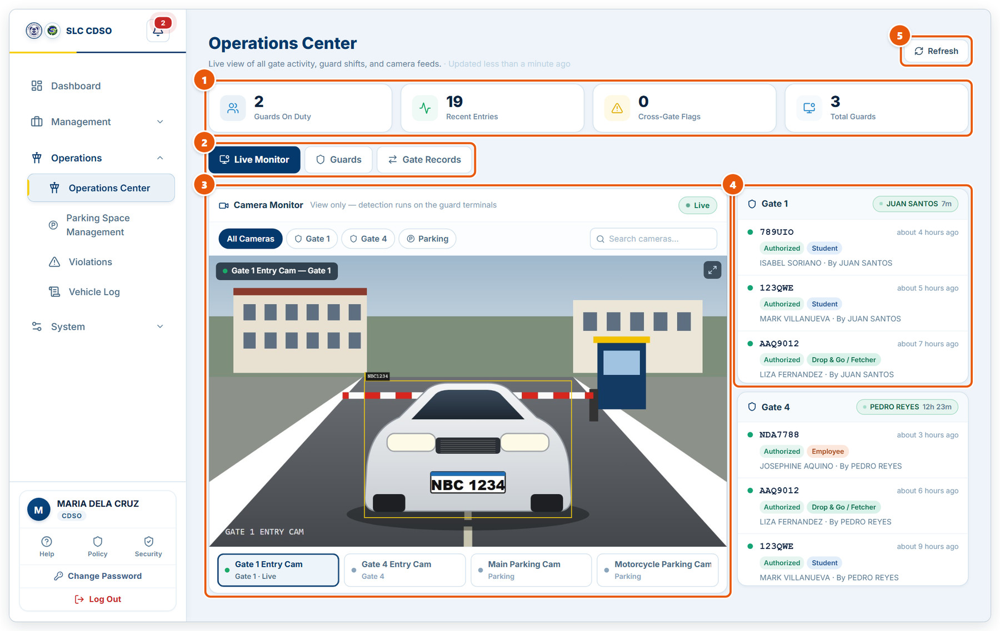 SLC CDSO
2
Dashboard
Management
Operations
Operations Center
Parking Space
Management
Violations
Vehicle Log
System
M
MARIA DELA CRUZ
CDSO
Help
Policy
Security
Change Password
Log Out
Operations Center
Live view of all gate activity, guard shifts, and camera feeds. · Updated less than a minute ago
5
Refresh
1
2
Guards On Duty
19
Recent Entries
0
Cross-Gate Flags
3
Total Guards
2
Live Monitor
Guards
Gate Records
3
Camera Monitor
View only — detection runs on the guard terminals
Live
All Cameras
Gate 1
Gate 4
Parking
Search cameras...
Gate 1 Entry Cam — Gate 1
NBC1234
NBC 1234
GATE 1 ENTRY CAM
Gate 1 Entry Cam
Gate 1 · Live
Gate 4 Entry Cam
Gate 4
Main Parking Cam
Parking
Motorcycle Parking Cam
Parking
4
Gate 1
JUAN SANTOS 7m
789UIO
about 4 hours ago
Authorized
Student
ISABEL SORIANO · By JUAN SANTOS
123QWE
about 5 hours ago
Authorized
Student
MARK VILLANUEVA · By JUAN SANTOS
AAQ9012
about 7 hours ago
Authorized
Drop & Go / Fetcher
LIZA FERNANDEZ · By JUAN SANTOS
Gate 4
PEDRO REYES 12h 23m
NDA7788
about 3 hours ago
Authorized
Employee
JOSEPHINE AQUINO · By PEDRO REYES
AAQ9012
about 6 hours ago
Authorized
Drop & Go / Fetcher
LIZA FERNANDEZ · By PEDRO REYES
123QWE
about 9 hours ago
Authorized
Student
MARK VILLANUEVA · By PEDRO REYES